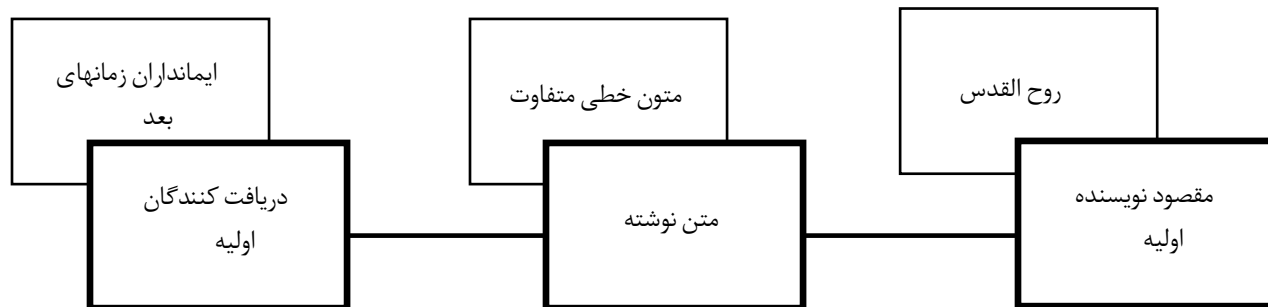 روح القدس
مقصود نویسنده
اولیه
متون خطی متفاوت
متن نوشته
ایمانداران زمانهای
بعد
دریافت کنندگان
اولیه